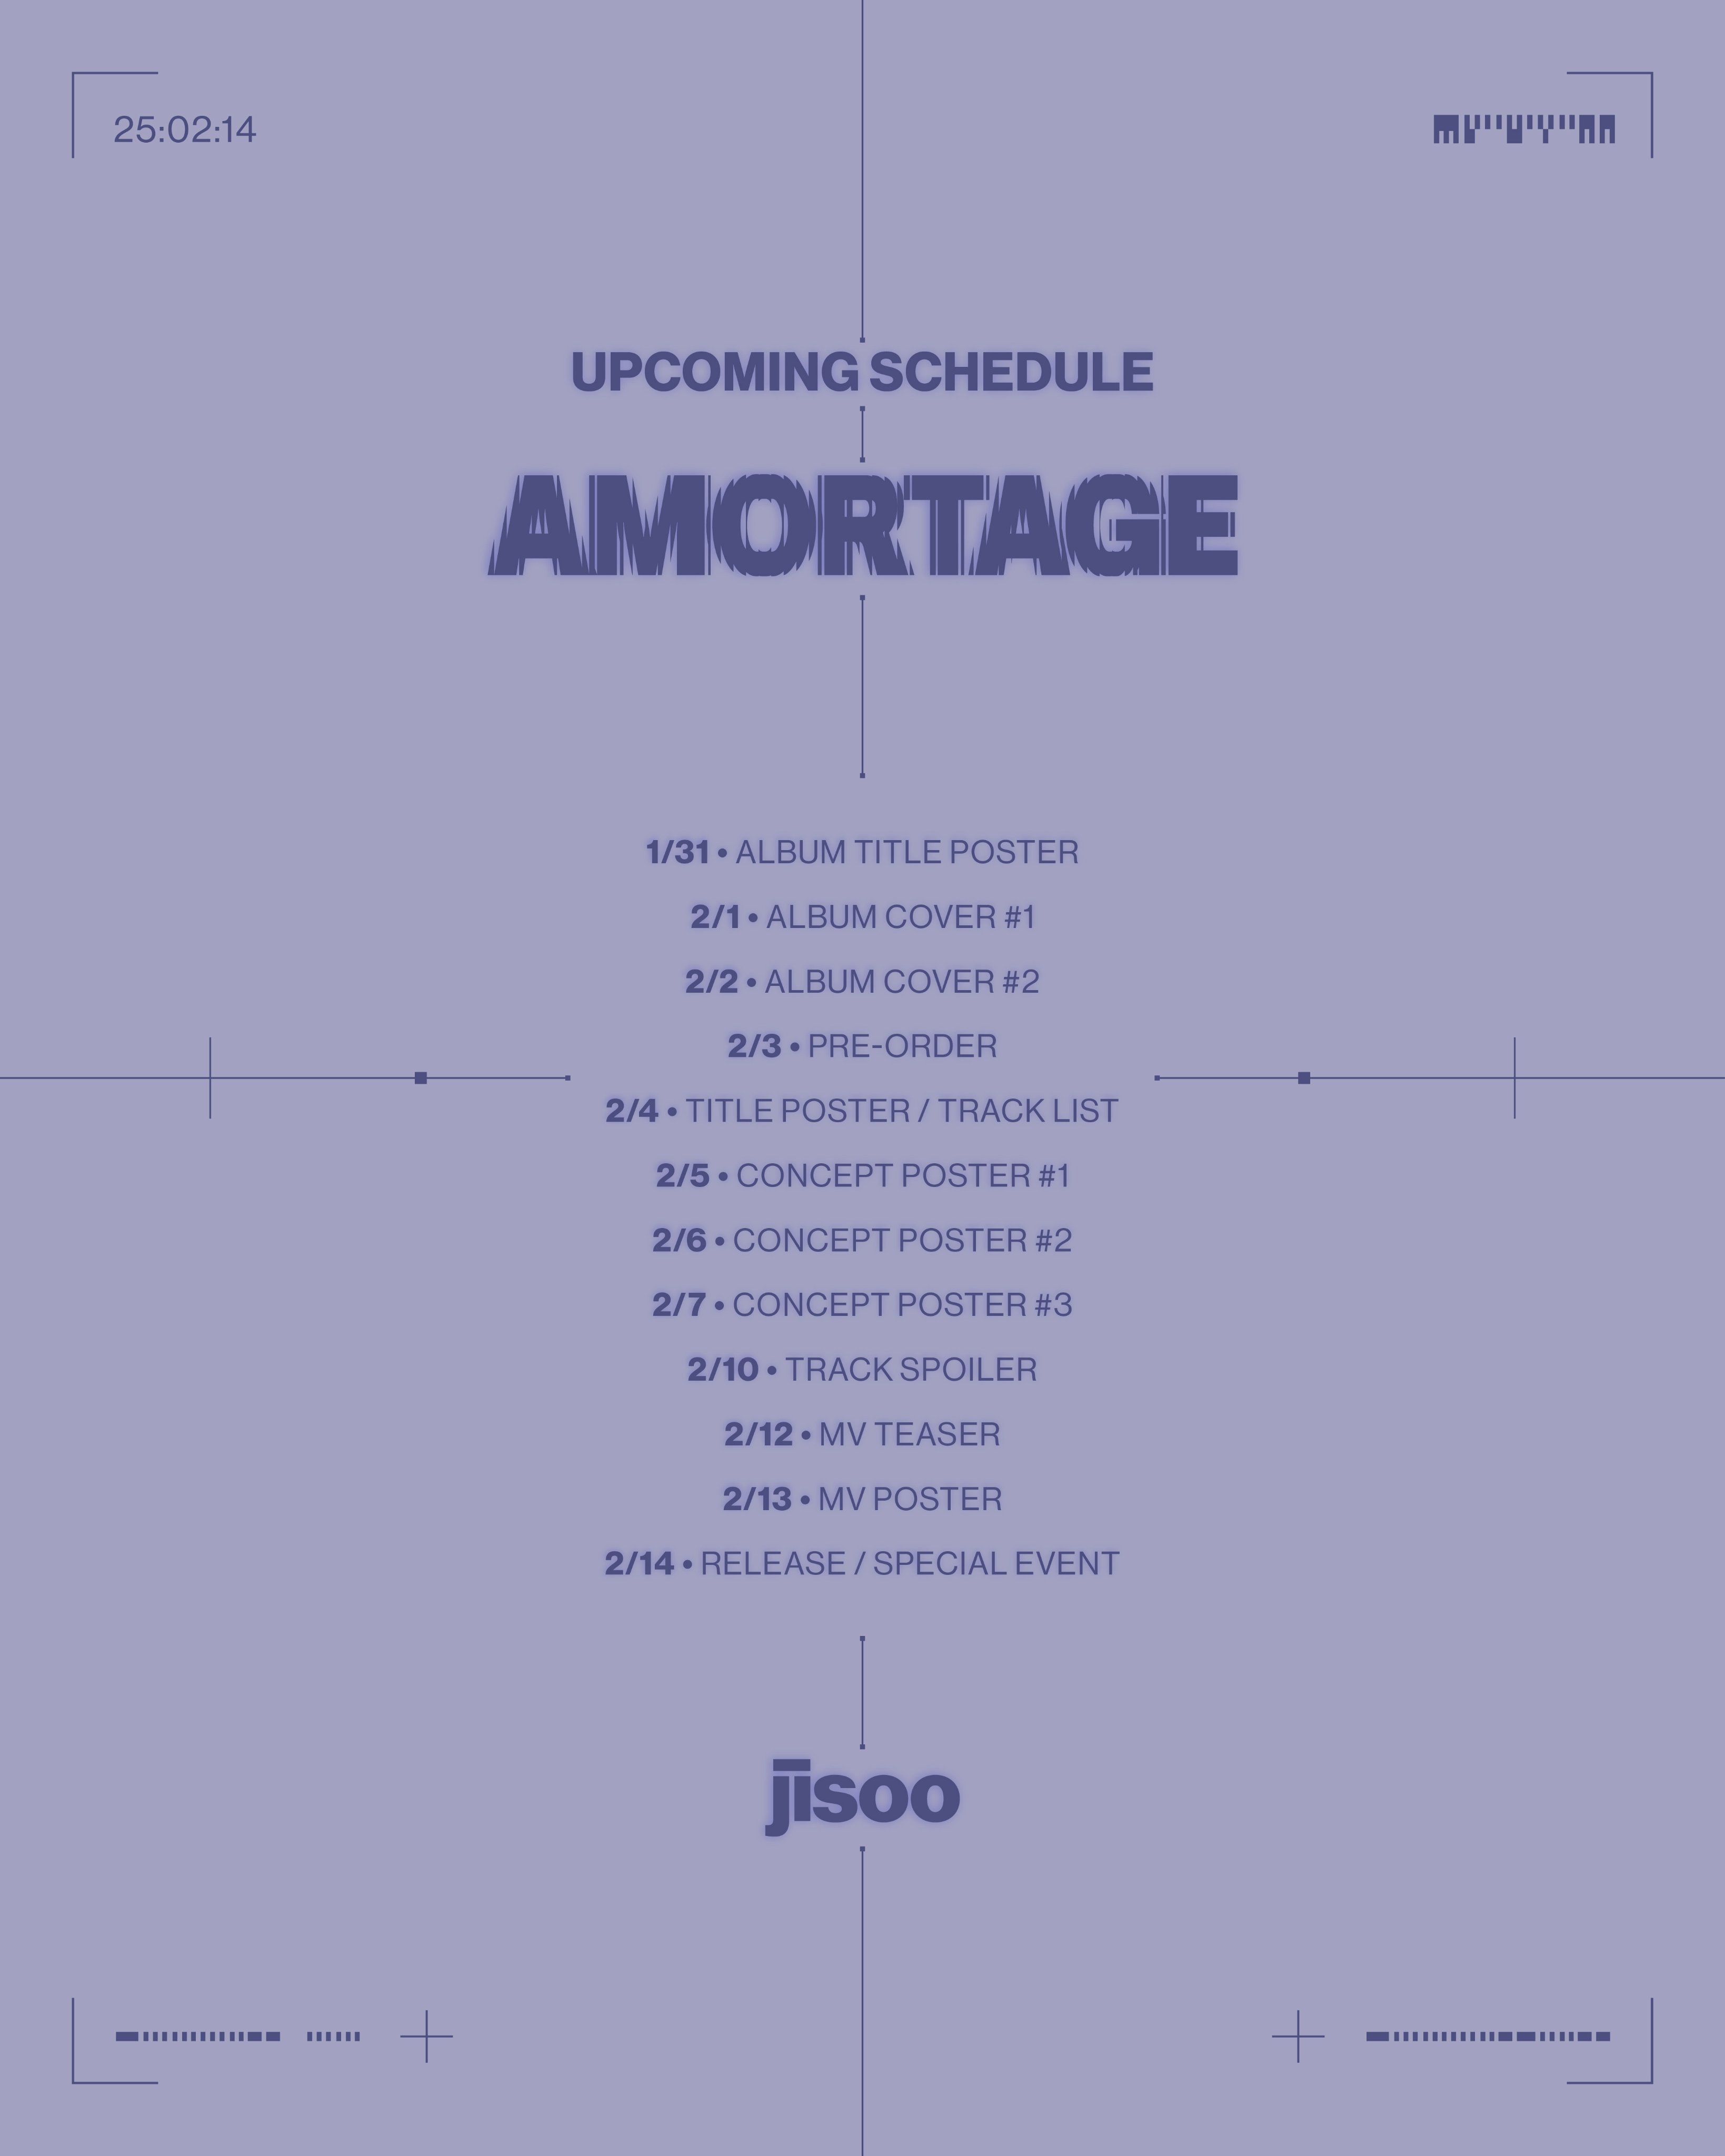 25:02:14
UPCOMING SCHEDULE
AMORTAGE
1/31 • ALBUM TITLE POSTER
2/1 • ALBUM COVER #1
2/2 • ALBUM COVER #2
2/3 • PRE-ORDER
2/4 • TITLE POSTER / TRACK LIST
2/5 • CONCEPT POSTER #1
2/6 • CONCEPT POSTER #2
2/7 • CONCEPT POSTER #3
2/10 • TRACK SPOILER
2/12 • MV TEASER
2/13 • MV POSTER
2/14 • RELEASE / SPECIAL EVENT
jisoo